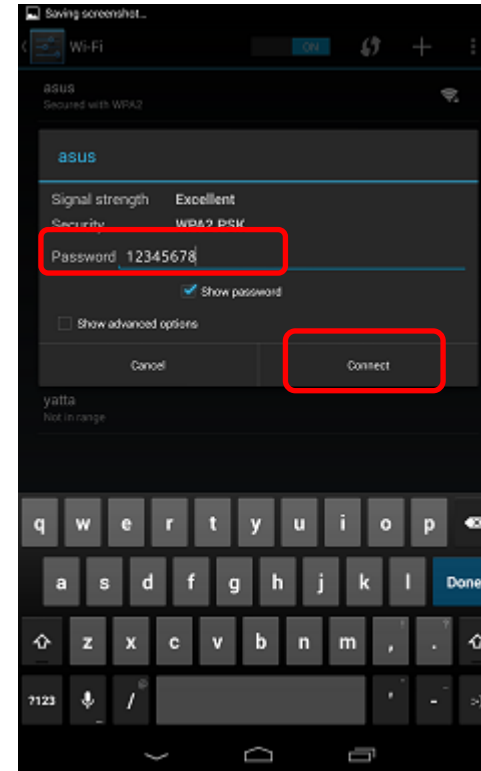 Saving screenshot...
Wi-Fi ON
asus
Secured with WPA2
asus
Signal strength Excellent
Security WPA2 PSK
Password 12345678
Show password
Show advanced options
Cancel Connect
yatta
Not in range
q w e r t y u i o p
a s d f g h j k l Done
z x c v b n m , ! . ?
?123 / @ ' - :-)